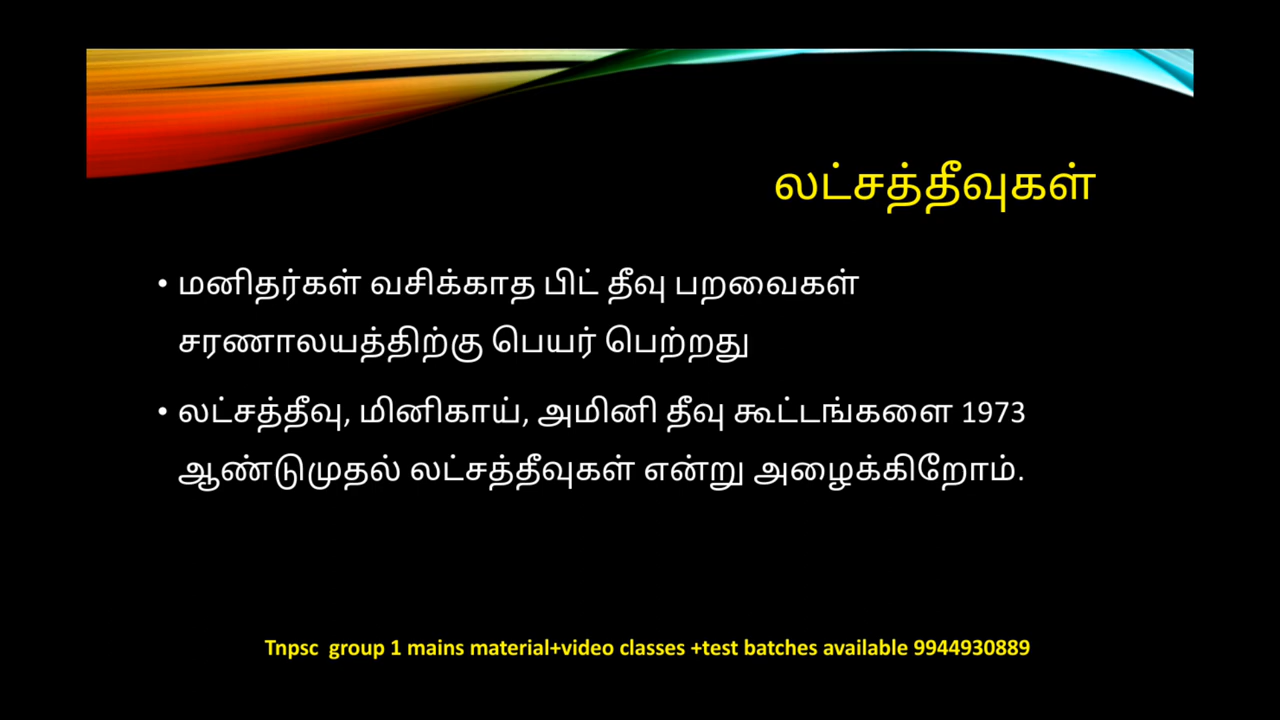 லட்சத்தீவுகள்
• மனிதர்கள் வசிக்காத பிட் தீவு பறவைகள்
சரணாலயத்திற்கு பெயர் பெற்றது
• லட்சத்தீவு, மினிகாய், அமினி தீவு கூட்டங்களை 1973
ஆண்டுமுதல் லட்சத்தீவுகள் என்று அழைக்கிறோம்.
Tnpsc group 1 mains material+video classes +test batches available 9944930889